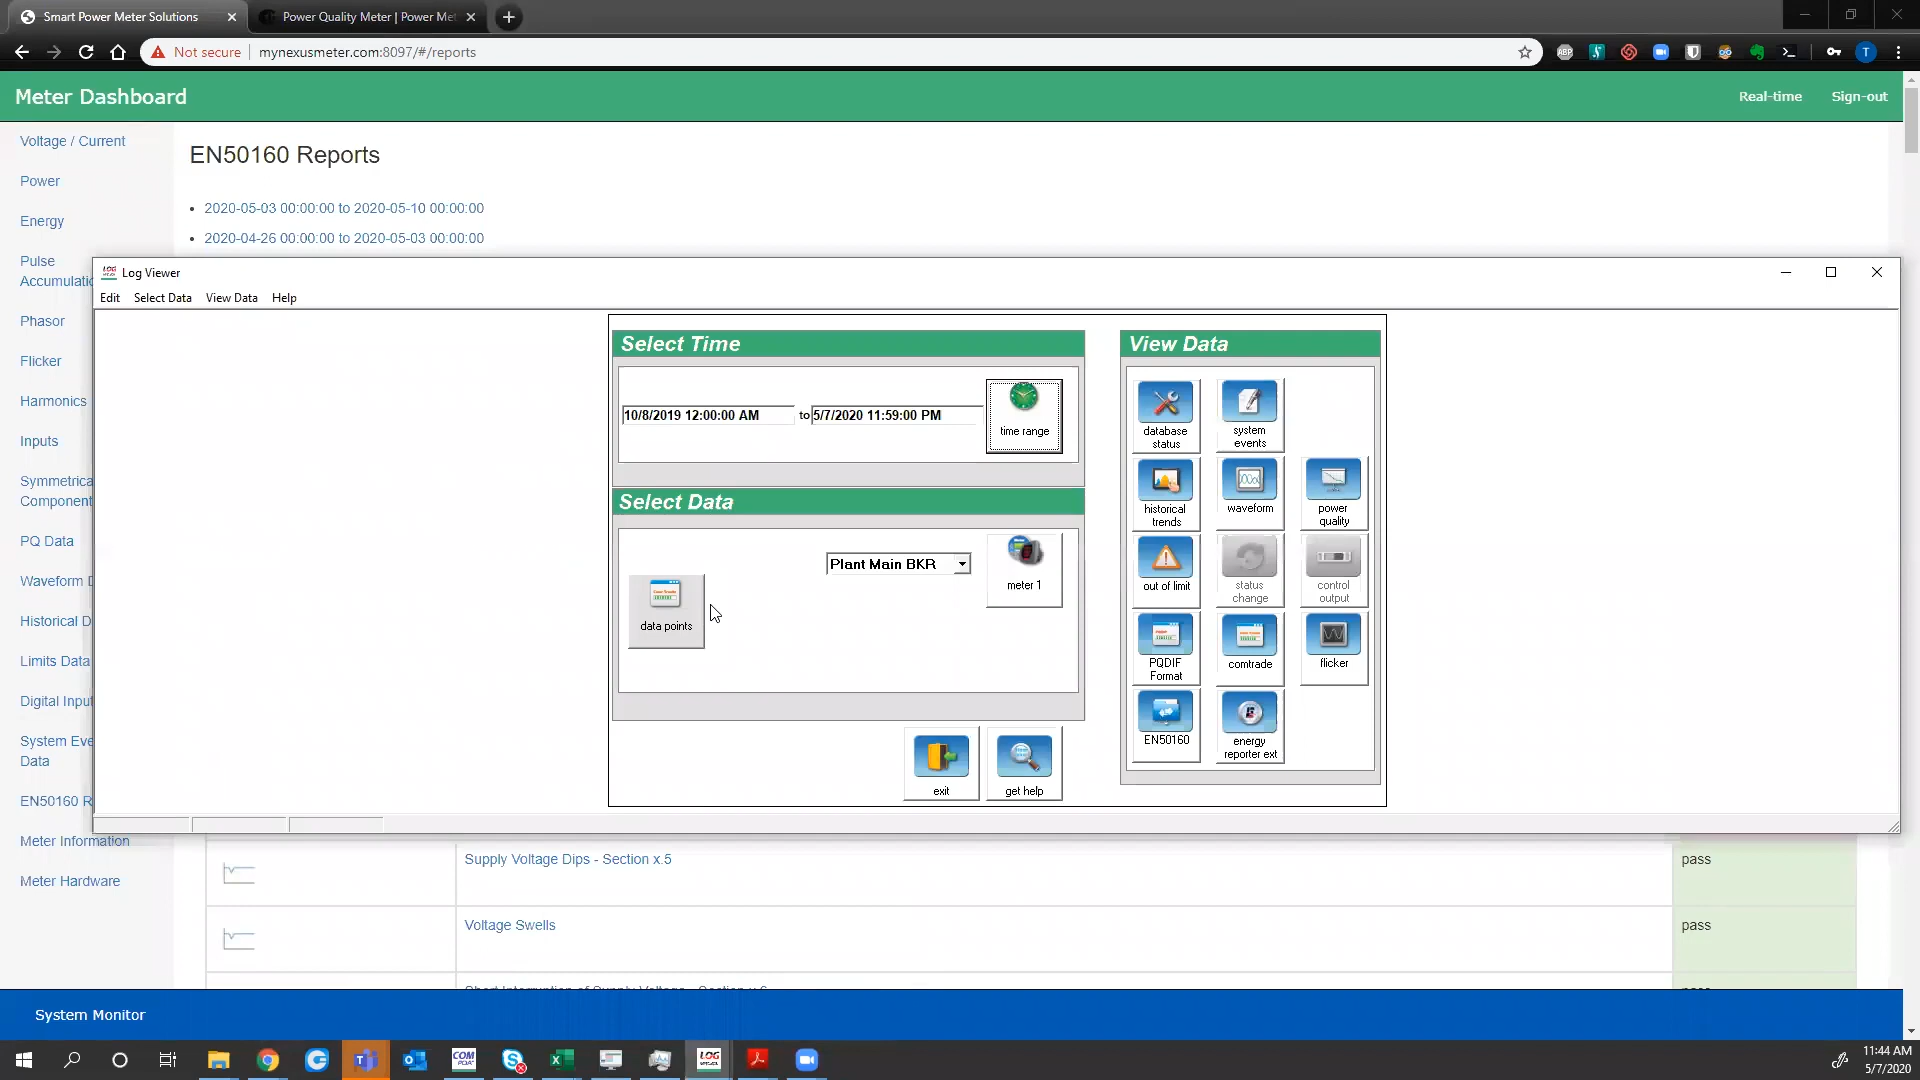 Smart Power Meter Solutions
Power Quality Meter | Power Met
Not secure
mynexusmeter.com:8097/#/reports
ABP
T
Meter Dashboard
Real-time
Sign-out
Voltage / Current
Power
Energy
Pulse
Accumulatio
Phasor
Flicker
Harmonics
Inputs
Symmetrica
Component
PQ Data
Waveform D
Historical D
Limits Data
Digital Input
System Eve
Data
EN50160 R
Meter Information
Meter Hardware
EN50160 Reports
2020-05-03 00:00:00 to 2020-05-10 00:00:00
2020-04-26 00:00:00 to 2020-05-03 00:00:00
LOG
Log Viewer
Edit
Select Data
View Data
Help
Select Time
10/8/2019 12:00:00 AM
to
5/7/2020 11:59:00 PM
time range
Select Data
data points
Plant Main BKR
meter 1
exit
get help
View Data
database
status
system
events
historical
trends
waveform
power
quality
out of limit
status
change
control
output
PQDIF
Format
comtrade
flicker
EN50160
energy
reporter ext
Supply Voltage Dips - Section x.5
pass
Voltage Swells
pass
System Monitor
COM
LOG
11:44 AM
5/7/2020